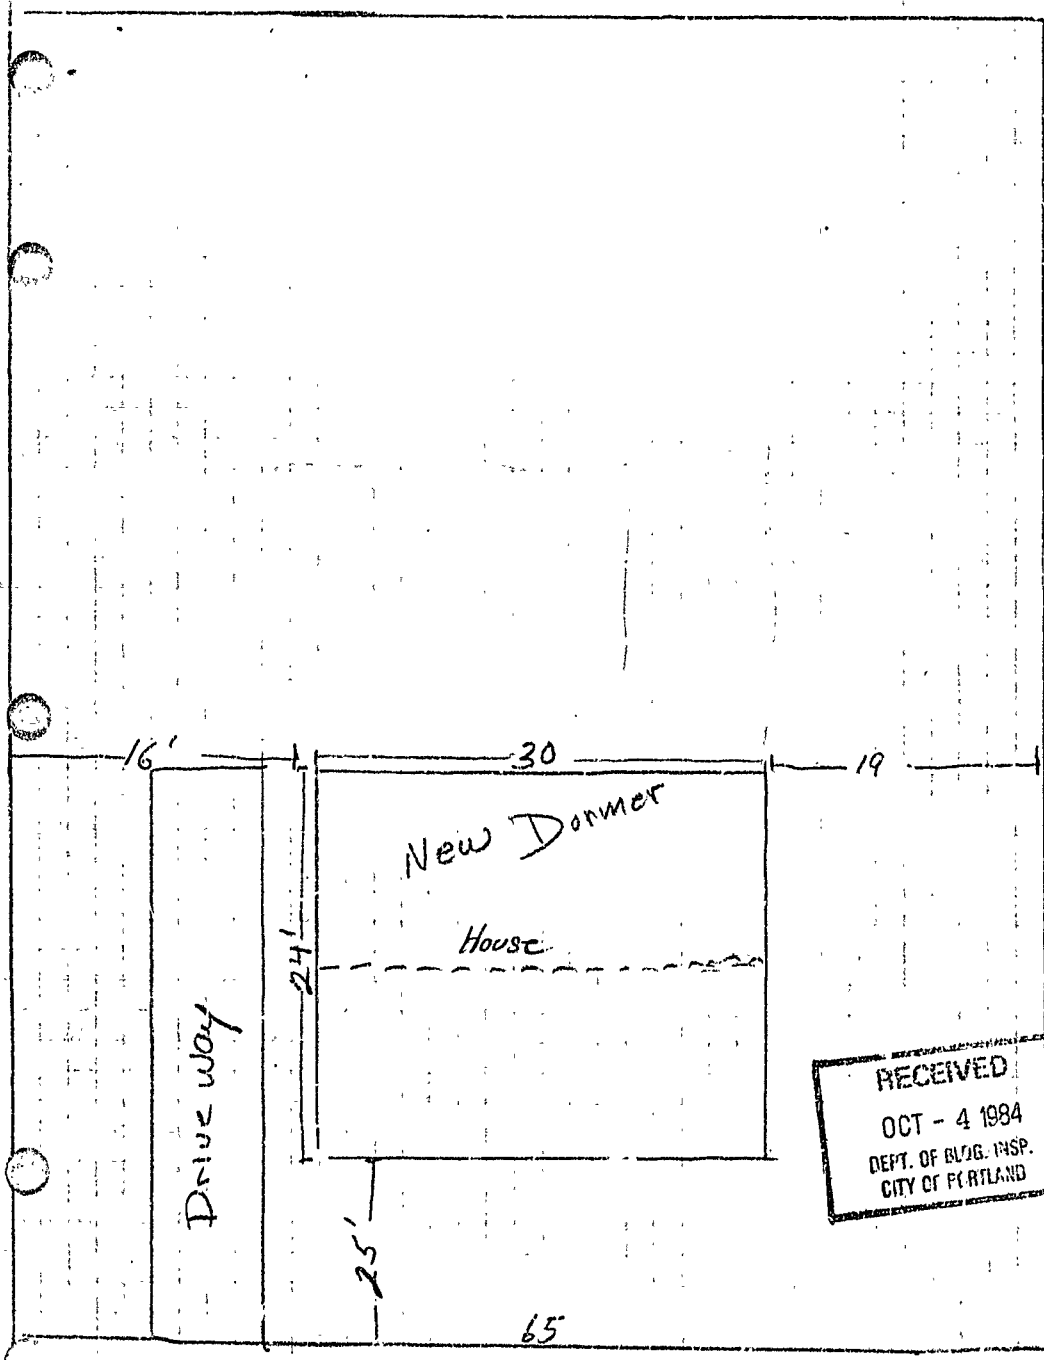 16'
30
19
New Dormer
24'
House
Drive way
RECEIVED
OCT - 4 1984
DEPT. OF BLDG. INSP.
CITY OF PORTLAND
25'
65